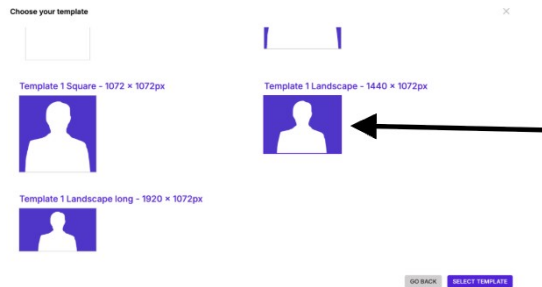 Choose your template
Template 1 Square - 1072 × 1072px
Template 1 Landscape - 1440 × 1072px
Template 1 Landscape long - 1920 × 1072px
GO BACK
SELECT TEMPLATE